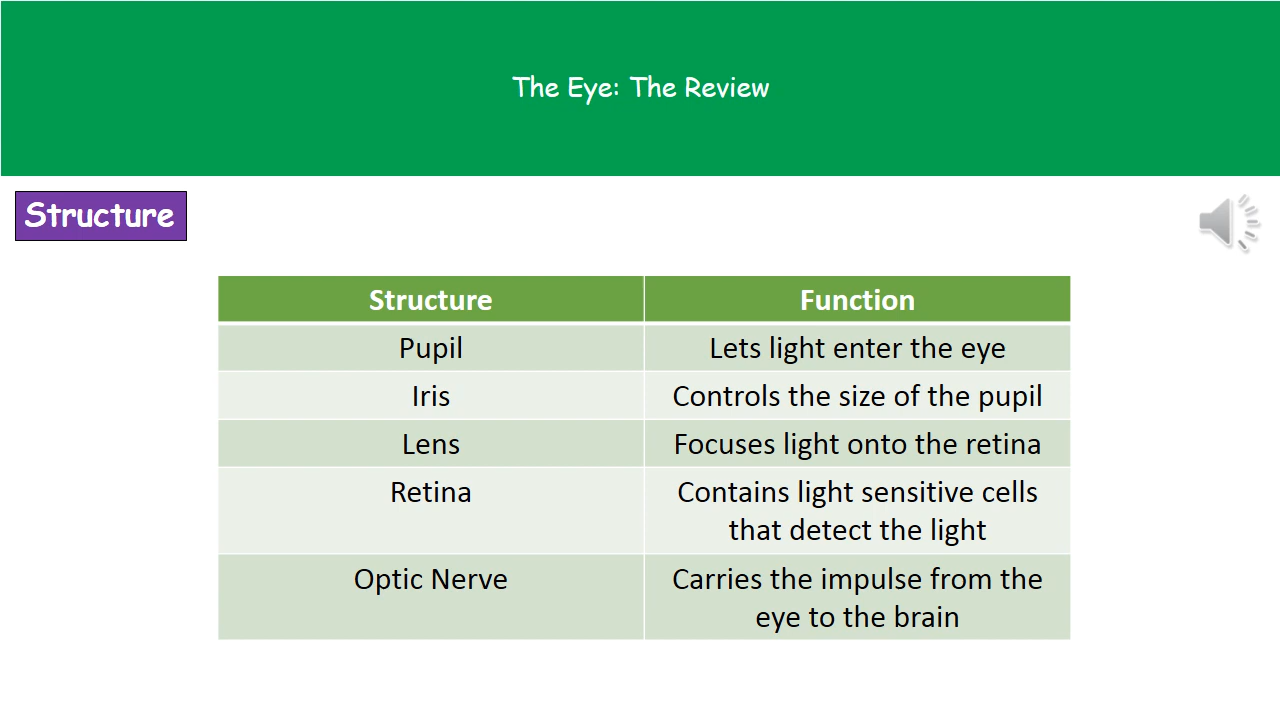 The Eye: The Review
Structure
Structure Function
Pupil Lets light enter the eye
Iris Controls the size of the pupil
Lens Focuses light onto the retina
Retina Contains light sensitive cells
that detect the light
Optic Nerve Carries the impulse from the
eye to the brain